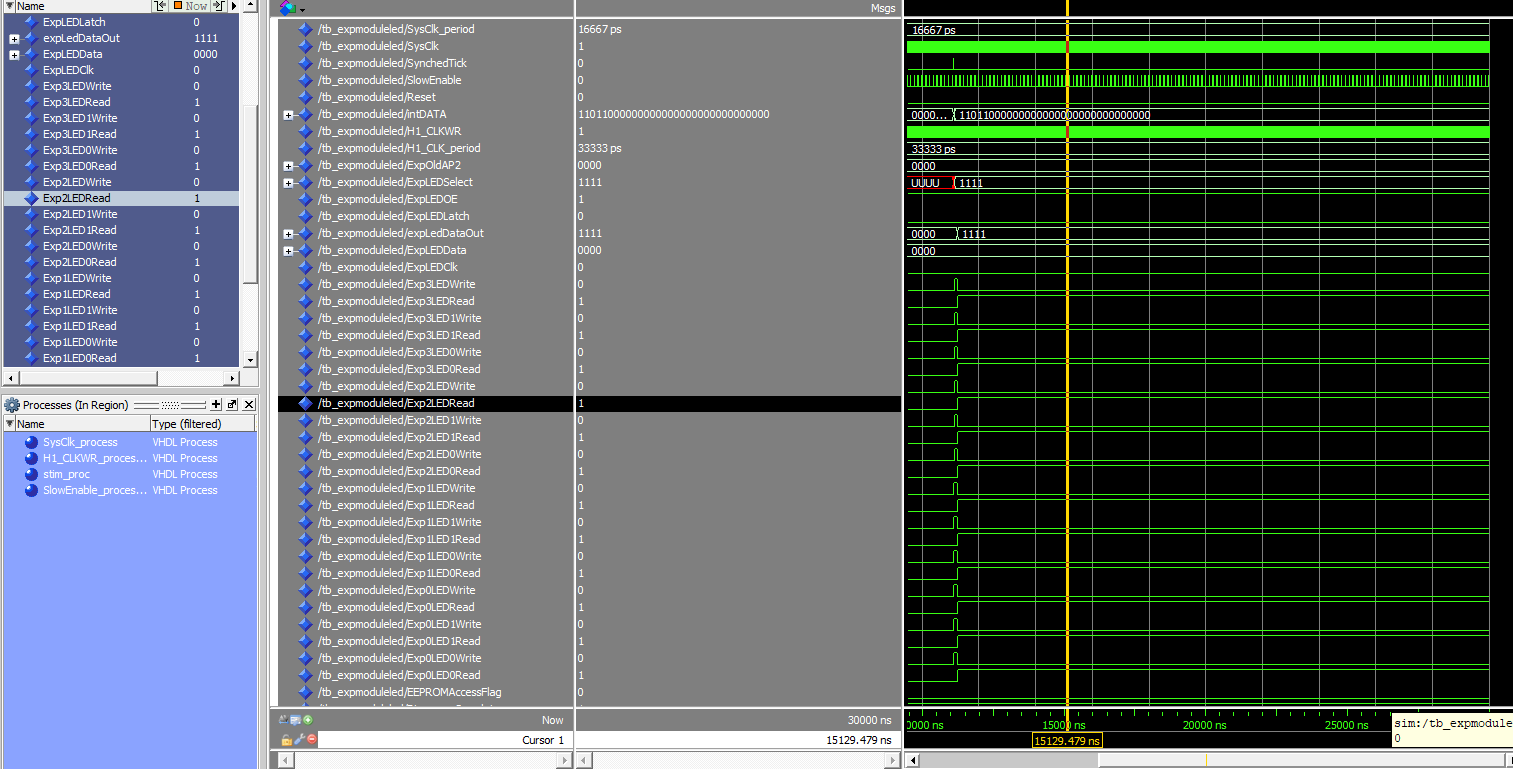 Name Now
ExpLEDLatch 0
expLedDataOut 1111
ExpLEDData 0000
ExpLEDClk 0
Exp3LEDWrite 0
Exp3LEDRead 1
Exp3LED1Write 0
Exp3LED1Read 1
Exp3LED0Write 0
Exp3LED0Read 1
Exp2LEDWrite 0
Exp2LEDRead 1
Exp2LED1Write 0
Exp2LED1Read 1
Exp2LED0Write 0
Exp2LED0Read 1
Exp1LEDWrite 0
Exp1LEDRead 1
Exp1LED1Write 0
Exp1LED1Read 1
Exp1LED0Write 0
Exp1LED0Read 1
Processes (In Region)
Name Type (filtered)
SysClk_process VHDL Process
H1_CLKWR_proces... VHDL Process
stim_proc VHDL Process
SlowEnable_proces... VHDL Process
Msgs
/tb_expmoduleled/SysClk_period 16667 ps 16667 ps
/tb_expmoduleled/SysClk 1
/tb_expmoduleled/SynchedTick 0
/tb_expmoduleled/SlowEnable 0
/tb_expmoduleled/Reset 0
/tb_expmoduleled/intDATA 11011000000000000000000000000000 0000... 11011000000000000000000000000000
/tb_expmoduleled/H1_CLKWR 1
/tb_expmoduleled/H1_CLK_period 33333 ps 33333 ps
/tb_expmoduleled/ExpOldAP2 0000 0000
/tb_expmoduleled/ExpLEDSelect 1111 UUUU 1111
/tb_expmoduleled/ExpLEDOE 1
/tb_expmoduleled/ExpLEDLatch 0
/tb_expmoduleled/expLedDataOut 1111 0000 1111
/tb_expmoduleled/ExpLEDData 0000 0000
/tb_expmoduleled/ExpLEDClk 0
/tb_expmoduleled/Exp3LEDWrite 0
/tb_expmoduleled/Exp3LEDRead 1
/tb_expmoduleled/Exp3LED1Write 0
/tb_expmoduleled/Exp3LED1Read 1
/tb_expmoduleled/Exp3LED0Write 0
/tb_expmoduleled/Exp3LED0Read 1
/tb_expmoduleled/Exp2LEDWrite 0
/tb_expmoduleled/Exp2LEDRead 1
/tb_expmoduleled/Exp2LED1Write 0
/tb_expmoduleled/Exp2LED1Read 1
/tb_expmoduleled/Exp2LED0Write 0
/tb_expmoduleled/Exp2LED0Read 1
/tb_expmoduleled/Exp1LEDWrite 0
/tb_expmoduleled/Exp1LEDRead 1
/tb_expmoduleled/Exp1LED1Write 0
/tb_expmoduleled/Exp1LED1Read 1
/tb_expmoduleled/Exp1LED0Write 0
/tb_expmoduleled/Exp1LED0Read 1
/tb_expmoduleled/Exp0LEDWrite 0
/tb_expmoduleled/Exp0LEDRead 1
/tb_expmoduleled/Exp0LED1Write 0
/tb_expmoduleled/Exp0LED1Read 1
/tb_expmoduleled/Exp0LED0Write 0
/tb_expmoduleled/Exp0LED0Read 1
/tb_expmoduleled/EEPROMAccessFlag 0
Now 30000 ns 0000 ns 15000 ns 20000 ns 25000 ns
Cursor 1 15129.479 ns 15129.479 ns
sim:/tb_expmodule
0